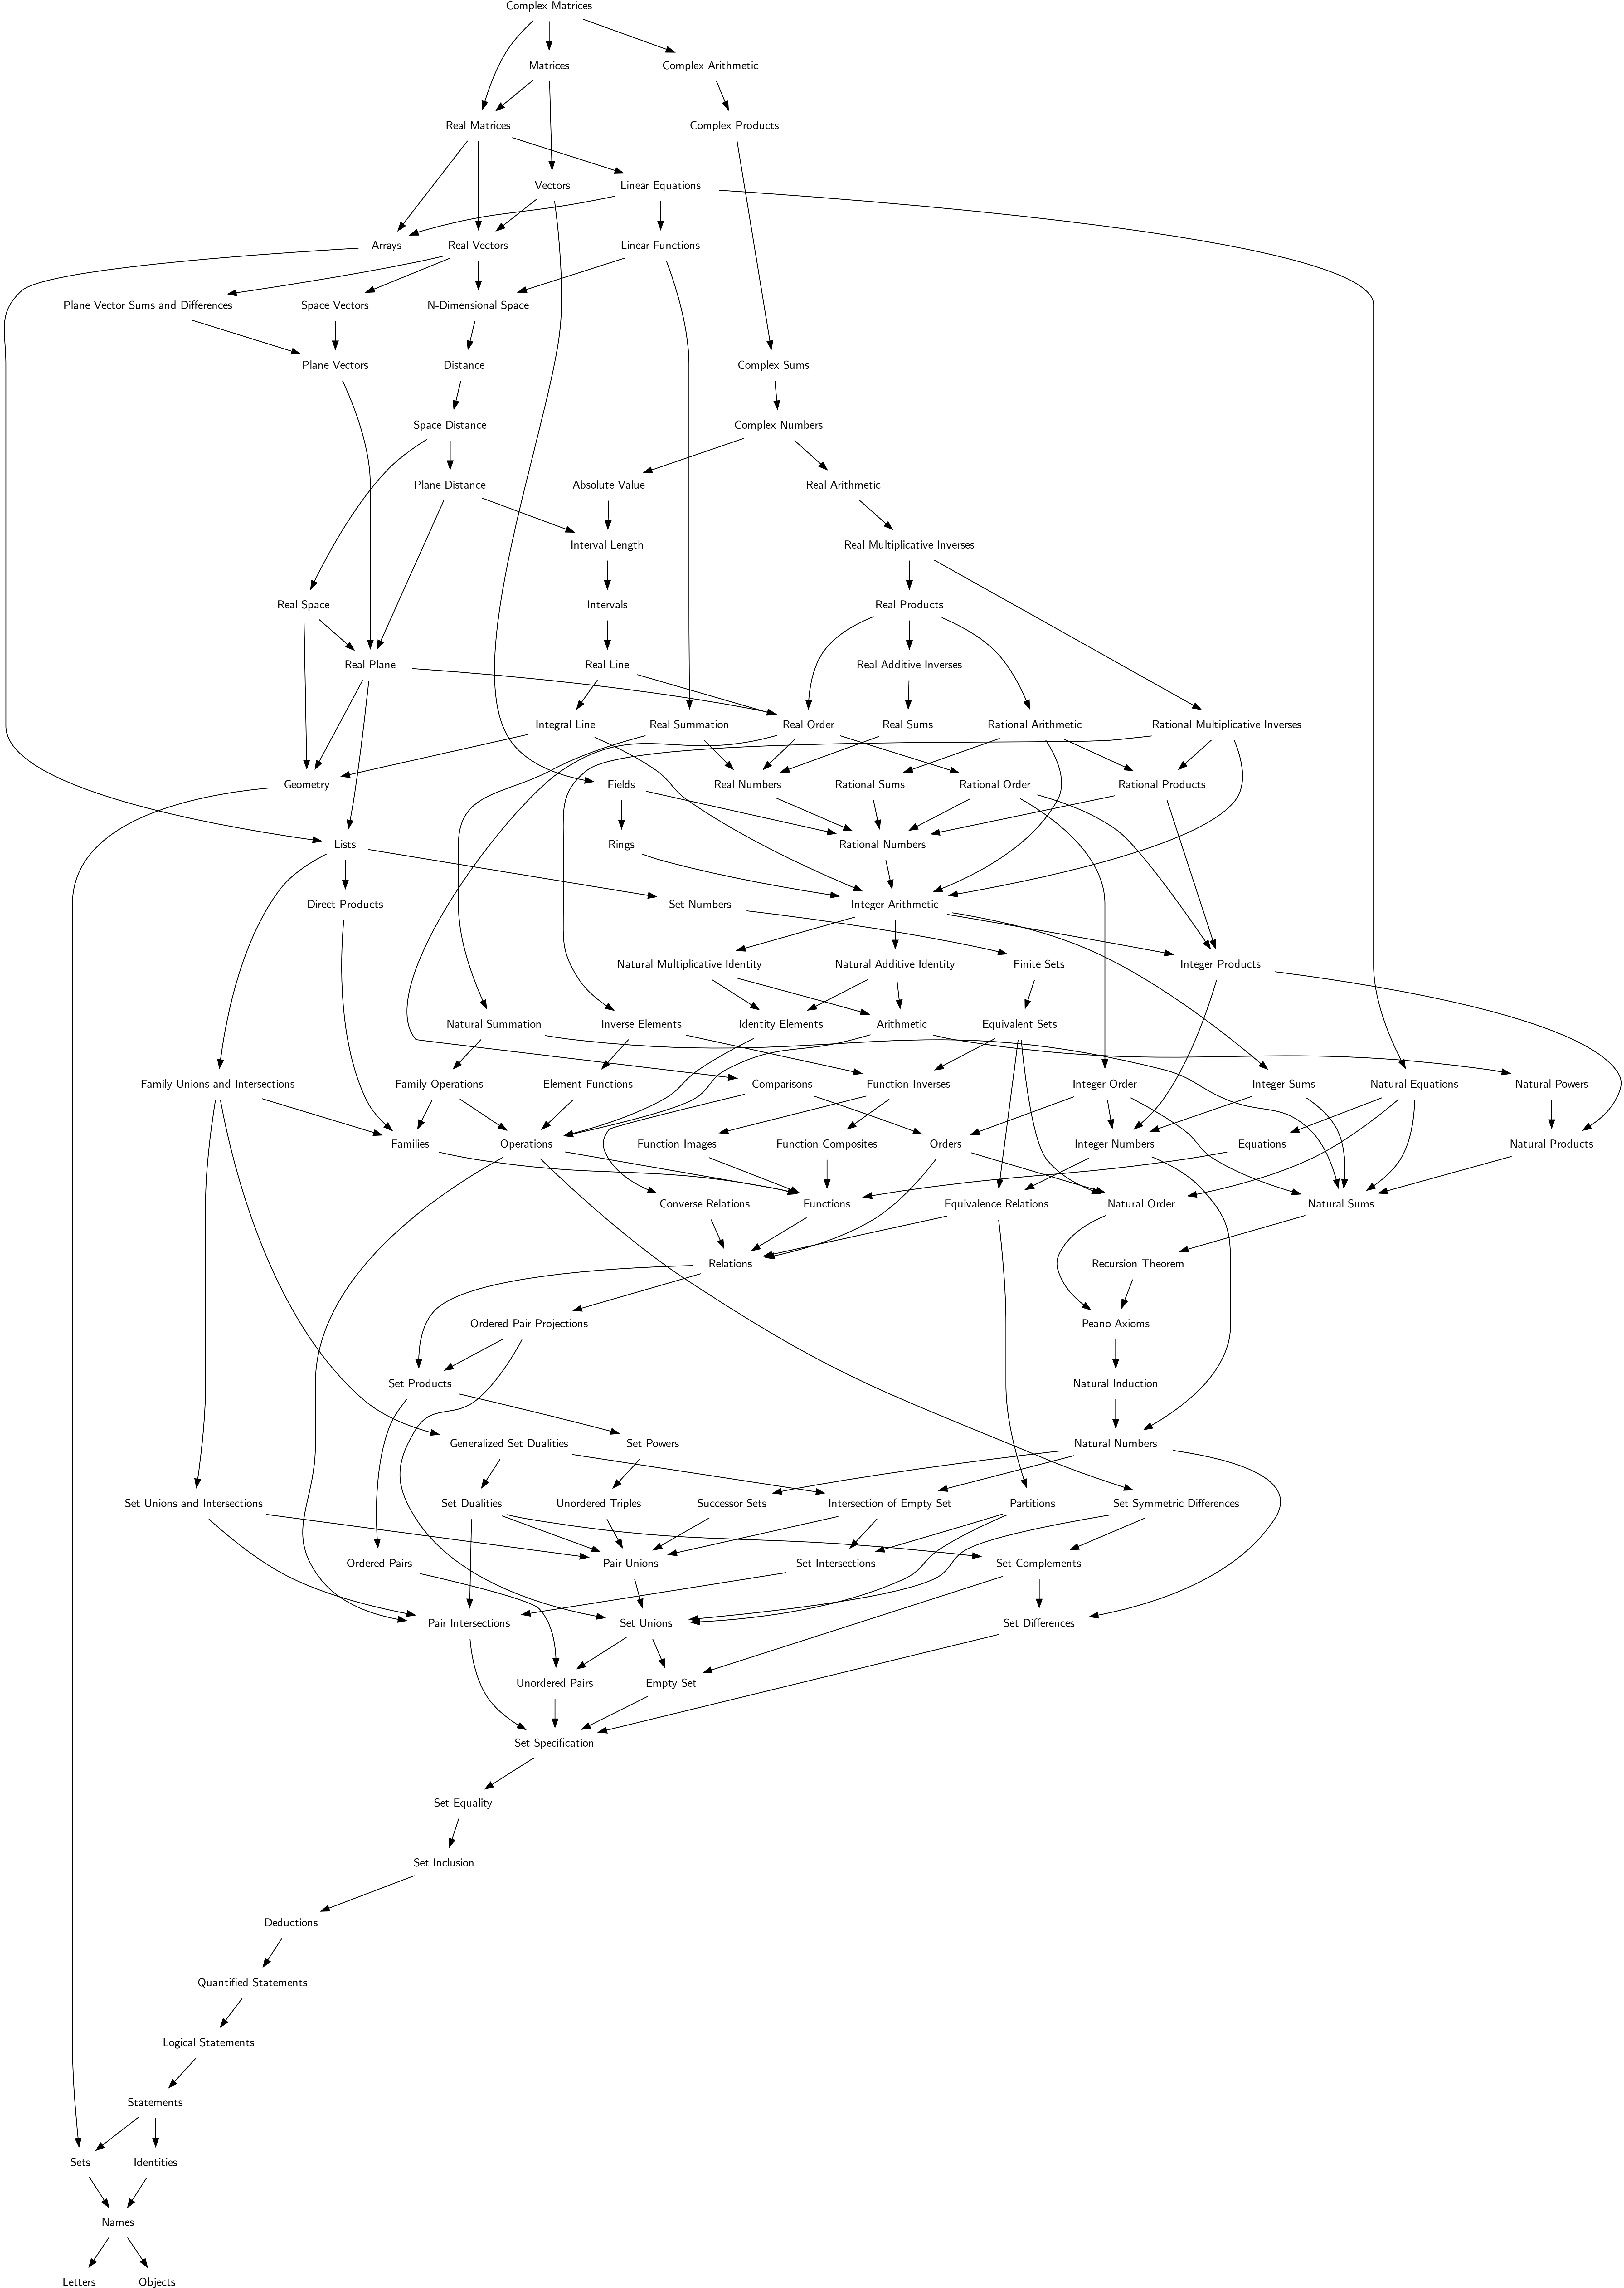 Complex Matrices
Matrices
Complex Arithmetic
Real Matrices
Complex Products
Vectors
Linear Equations
Arrays
Real Vectors
Linear Functions
Plane Vector Sums and Differences
Space Vectors
N-Dimensional Space
Plane Vectors
Distance
Complex Sums
Space Distance
Complex Numbers
Plane Distance
Absolute Value
Real Arithmetic
Interval Length
Real Multiplicative Inverses
Real Space
Intervals
Real Products
Real Plane
Real Line
Real Additive Inverses
Integral Line
Real Summation
Real Order
Real Sums
Rational Arithmetic
Rational Multiplicative Inverses
Geometry
Fields
Real Numbers
Rational Sums
Rational Order
Rational Products
Lists
Rings
Rational Numbers
Direct Products
Set Numbers
Integer Arithmetic
Natural Multiplicative Identity
Natural Additive Identity
Finite Sets
Integer Products
Natural Summation
Inverse Elements
Identity Elements
Arithmetic
Equivalent Sets
Family Unions and Intersections
Family Operations
Element Functions
Comparisons
Function Inverses
Integer Order
Integer Sums
Natural Equations
Natural Powers
Families
Operations
Function Images
Function Composites
Orders
Integer Numbers
Equations
Natural Products
Converse Relations
Functions
Equivalence Relations
Natural Order
Natural Sums
Relations
Recursion Theorem
Ordered Pair Projections
Peano Axioms
Set Products
Natural Induction
Generalized Set Dualities
Set Powers
Natural Numbers
Set Unions and Intersections
Set Dualities
Unordered Triples
Successor Sets
Intersection of Empty Set
Partitions
Set Symmetric Differences
Ordered Pairs
Pair Unions
Set Intersections
Set Complements
Pair Intersections
Set Unions
Set Differences
Unordered Pairs
Empty Set
Set Specification
Set Equality
Set Inclusion
Deductions
Quantified Statements
Logical Statements
Statements
Sets
Identities
Names
Letters
Objects